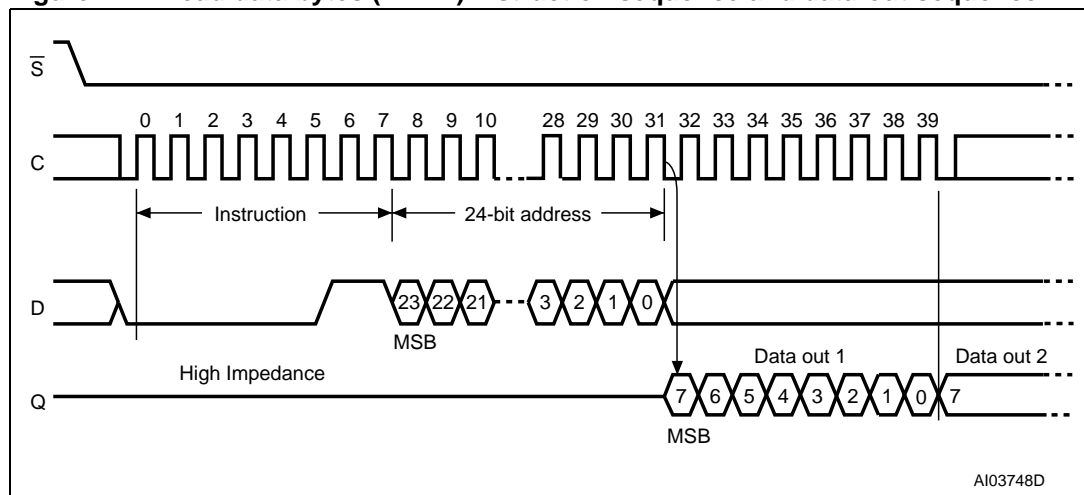 S
0 1 2 3 4 5 6 7 8 9 10 28 29 30 31 32 33 34 35 36 37 38 39
C
Instruction 24-bit address
D 23 22 21 3 2 1 0
MSB
Data out 1 Data out 2
High Impedance
Q 7 6 5 4 3 2 1 0 7
MSB
AI03748D